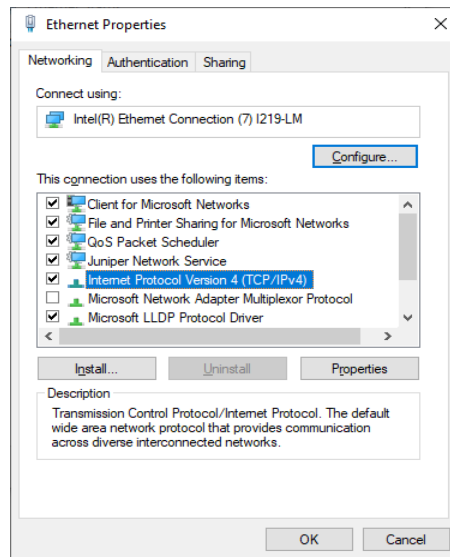 Ethernet Properties
Networking Authentication Sharing
Connect using:
Intel(R) Ethernet Connection (7) I219-LM
Configure...
This connection uses the following items:
Client for Microsoft Networks
File and Printer Sharing for Microsoft Networks
QoS Packet Scheduler
Juniper Network Service
Internet Protocol Version 4 (TCP/IPv4)
Microsoft Network Adapter Multiplexor Protocol
Microsoft LLDP Protocol Driver
Install... Uninstall Properties
Description
Transmission Control Protocol/Internet Protocol. The default
wide area network protocol that provides communication
across diverse interconnected networks.
OK Cancel